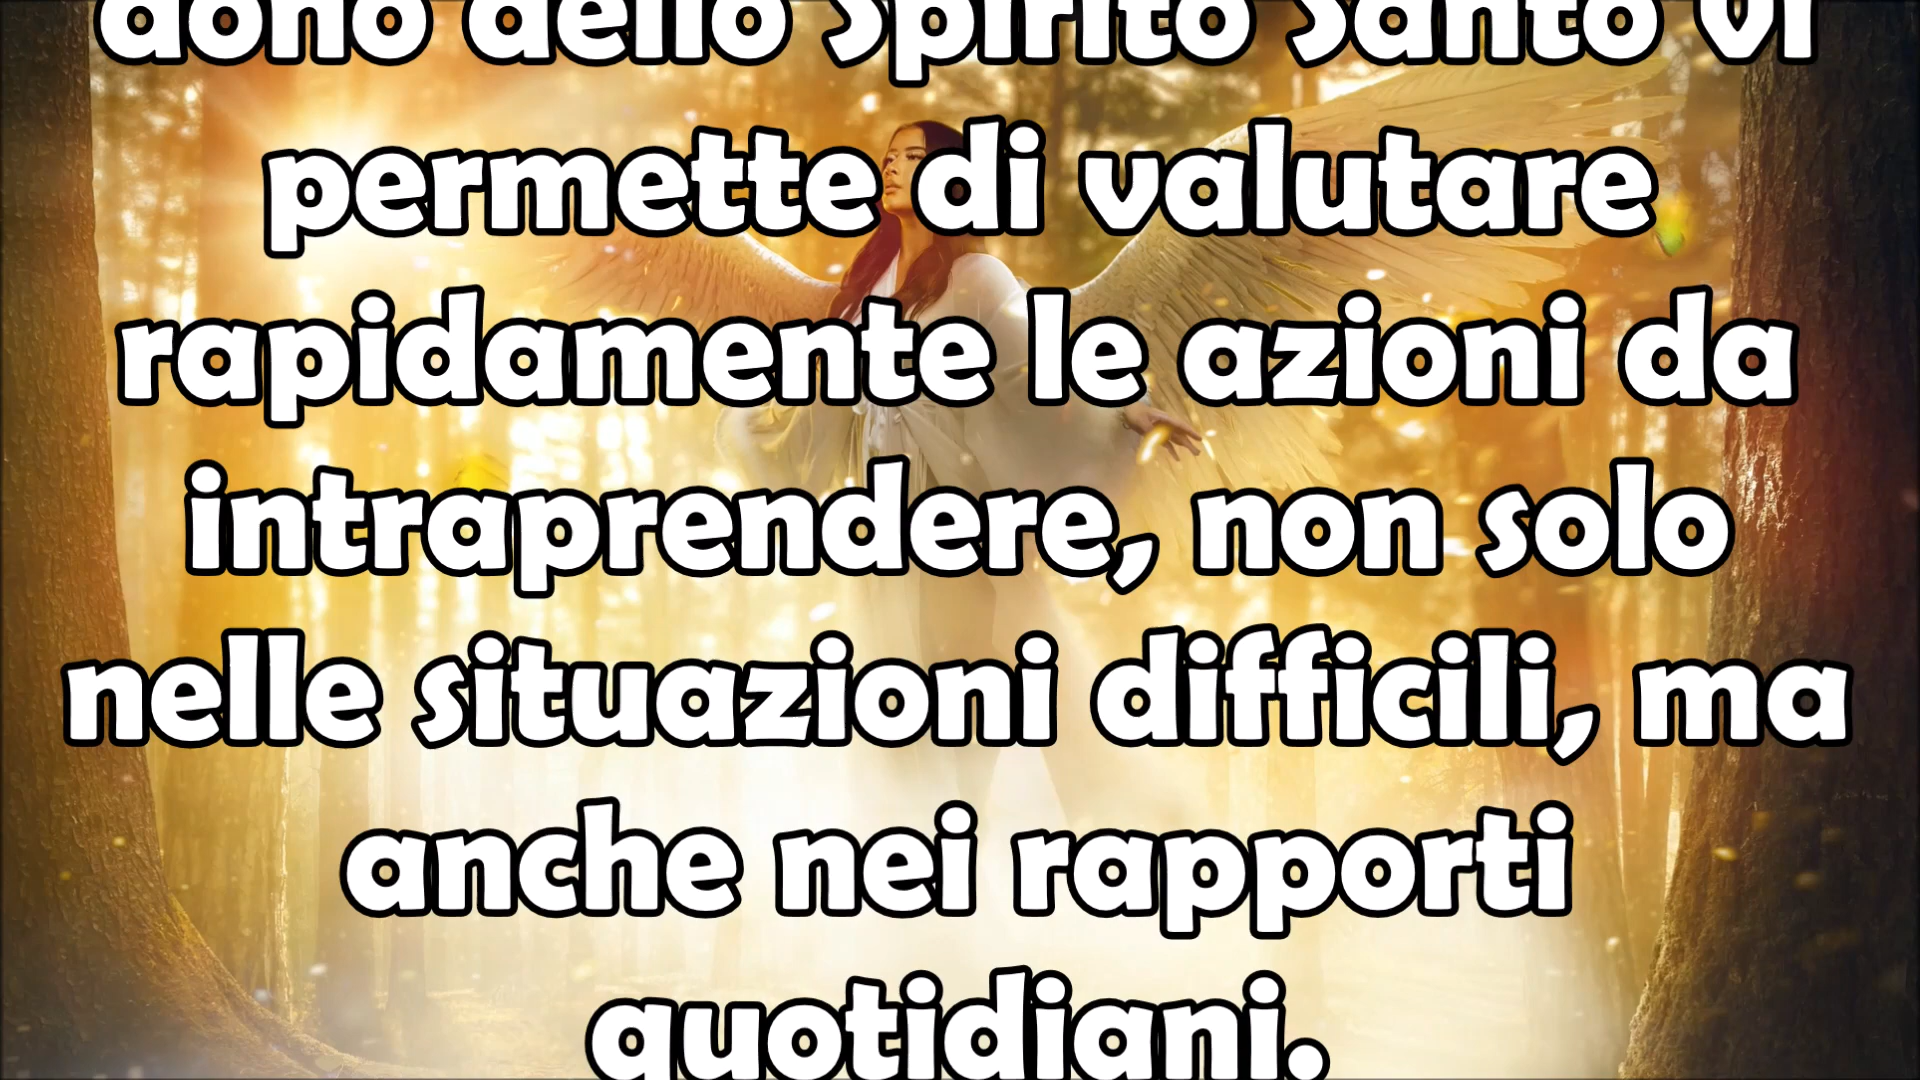 dono dello Spirito Santo vi
permette di valutare
rapidamente le azioni da
intraprendere, non solo
nelle situazioni difficili, ma
anche nei rapporti
quotidiani.